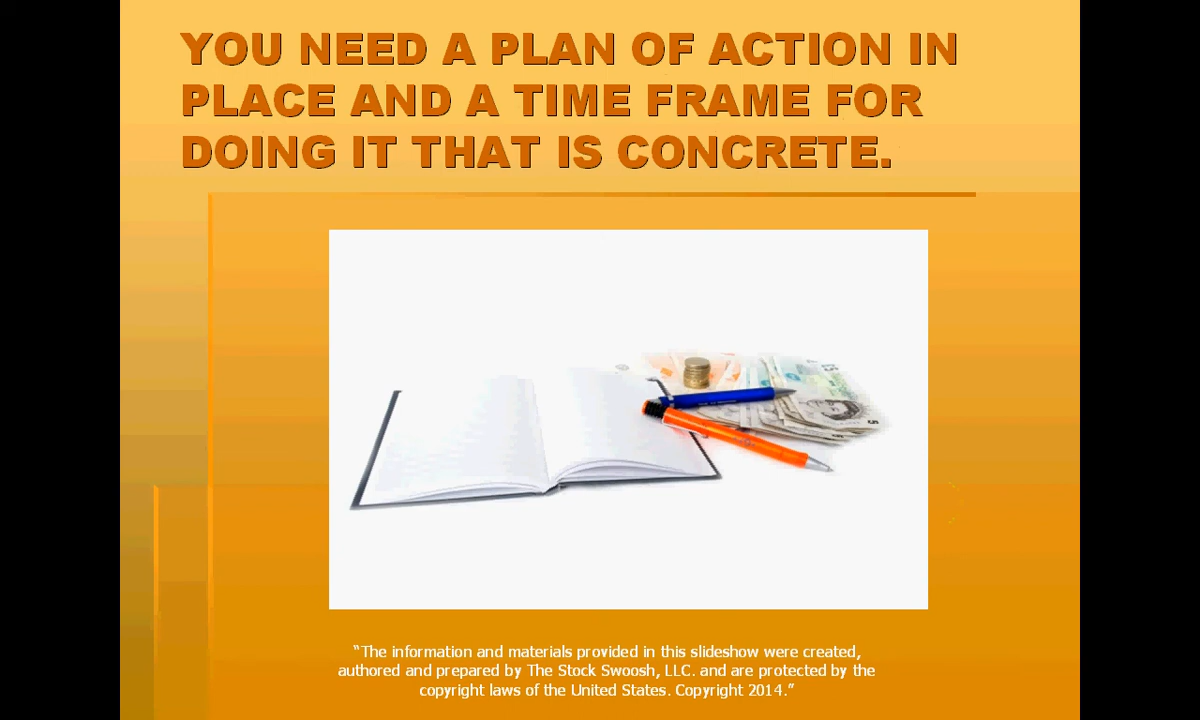 YOU NEED A PLAN OF ACTION IN
PLACE AND A TIME FRAME FOR
DOING IT THAT IS CONCRETE.
5
5
“The information and materials provided in this slideshow were created,
authored and prepared by The Stock Swoosh, LLC. and are protected by the
copyright laws of the United States. Copyright 2014.”